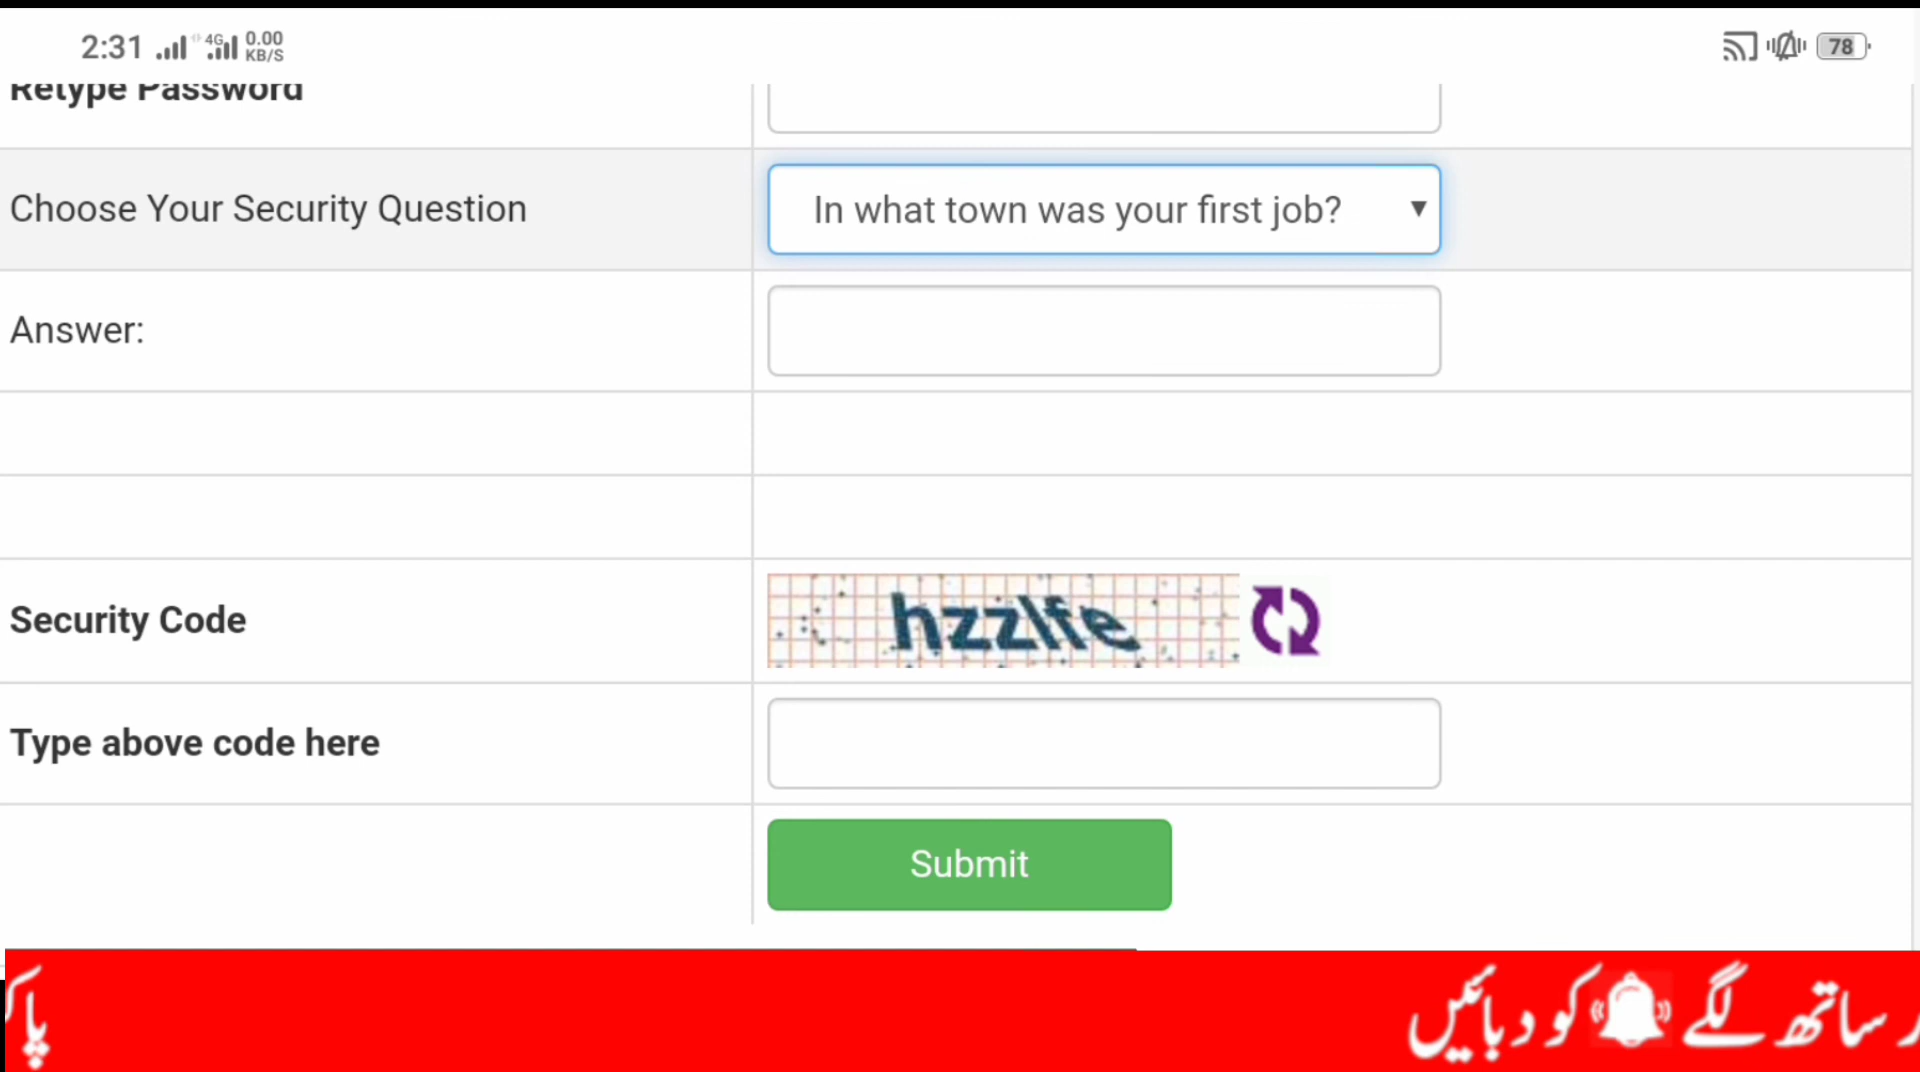 2:31 4G 0.00 KB/S 78
Retype Password
Choose Your Security Question In what town was your first job? ▼
Answer:
Security Code hzzlfe
Type above code here
Submit
ساتھ لگے کو دبائیں